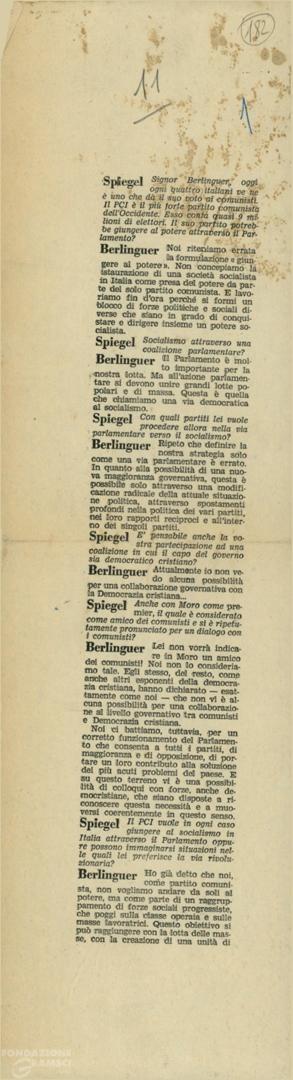 182
11
1
Spiegel Signor Berlinguer, oggi
ogni quattro italiani ve ne
è uno che dà il suo voto ai comunisti.
Il PCI è il più forte partito comunista
dell'Occidente. Esso conta quasi 9 mi-
lioni di elettori. Il suo partito potreb-
be giungere al potere attraverso il Par-
lamento?
Berlinguer Noi riteniamo errata
la formulazione « giun-
gere al potere». Non concepiamo la
istaurazione di una società socialista
in Italia come presa del potere da par-
te del solo partito comunista. E lavo-
riamo fin d'ora perché si formi un
blocco di forze politiche e sociali di-
verse che siano in grado di conqui-
stare e dirigere insieme un potere so-
cialista.
Spiegel Socialismo attraverso una
coalizione parlamentare?
Berlinguer Il Parlamento è mol-
to importante per la
nostra lotta. Ma all'azione parlamen-
tare si devono unire grandi lotte po-
polari e di massa. Questa è quella
che chiamiamo una via democratica
al socialismo.
Spiegel Con quali partiti lei vuole
procedere allora nella via
parlamentare verso il socialismo?
Berlinguer Ripeto che definire la
nostra strategia solo
come una via parlamentare è errato.
In quanto alla possibilità di una nuo-
va maggioranza governativa, questa è
possibile solo attraverso una modifi-
cazione radicale della attuale situazio-
ne politica, attraverso spostamenti
profondi nella politica dei vari partiti,
nei loro rapporti reciproci e all'inter-
no dei singoli partiti.
Spiegel E' pensabile anche la vo-
stra partecipazione ad una
coalizione in cui il capo del governo
sia democratico cristiano?
Berlinguer Attualmente io non ve-
do alcuna possibilità
per una collaborazione governativa con
la Democrazia cristiana...
Spiegel Anche con Moro come pre-
mier, il quale è considerato
come amico dei comunisti e si è ripetu-
tamente pronunciato per un dialogo con
i comunisti?
Berlinguer Lei non vorrà indica-
re in Moro un amico
dei comunisti! Noi non lo consideria-
mo tale. Egli stesso, del resto, come
anche altri esponenti della democra-
zia cristiana, hanno dichiarato — esat-
tamente come noi — che non vi è al-
cuna possibilità per una collaborazio-
ne al livello governativo tra comunisti
e Democrazia cristiana.
Noi ci battiamo, tuttavia, per un
corretto funzionamento del Parlamen-
to che consenta a tutti i partiti, di
maggioranza e di opposizione, di por-
tare un loro contributo alla soluzione
dei più acuti problemi del paese. E
su questo terreno vi è una possibi-
lità di colloqui con forze, anche de-
mocristiane, che siano disposte a ri-
conoscere questa necessità e a muo-
versi coerentemente in questo senso.
Spiegel Il PCI vuole in ogni caso
giungere al socialismo in
Italia attraverso il Parlamento oppu-
re possono immaginarsi situazioni nel-
le quali lei preferisce la via rivolu-
zionaria?
Berlinguer Ho già detto che noi,
come partito comuni-
sta, non vogliamo andare da soli al
potere, ma come parte di un raggrup-
pamento di forze sociali progressiste,
che poggi sulla classe operaia e sulle
masse lavoratrici. Questo obiettivo si
può raggiungere con la lotta delle mas-
se, con la creazione di una unità di
FONDAZIONE
GRAMSCI